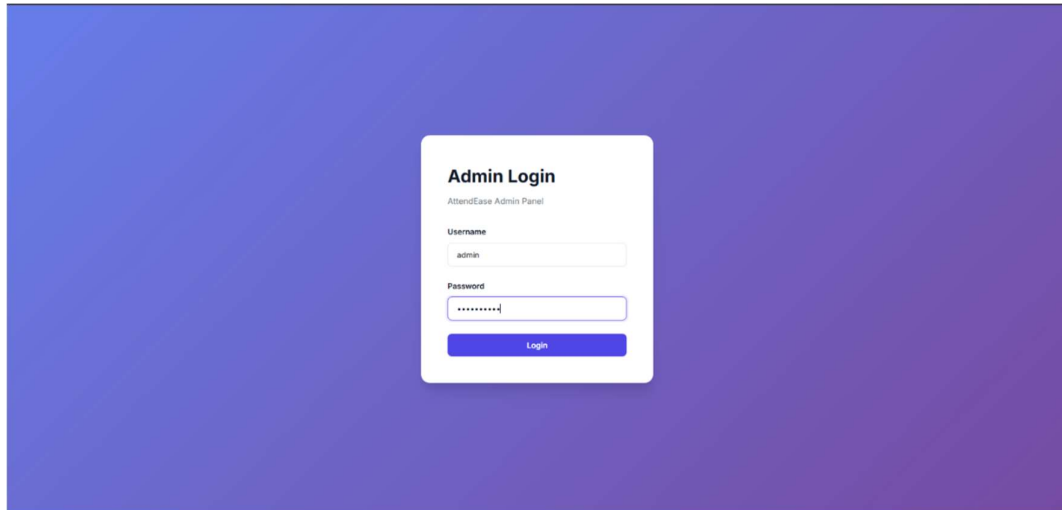 Admin Login
AttendEase Admin Panel
Username
admin
Password
••••••••••
Login